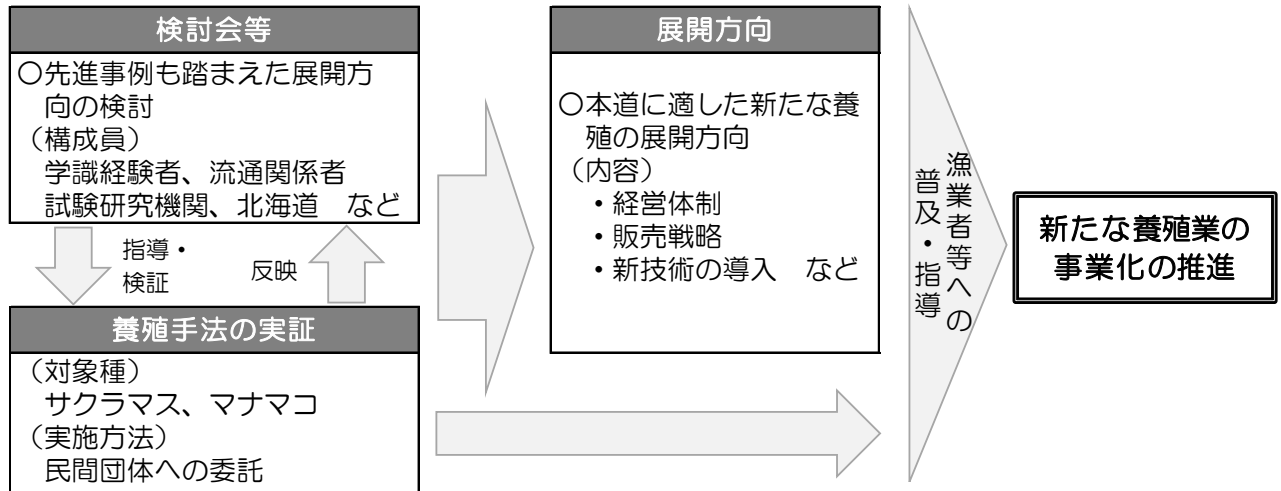 検討会等
〇先進事例も踏まえた展開方
向の検討
（構成員）
学識経験者、流通関係者
試験研究機関、北海道　など
指導・
検証
反映
養殖手法の実証
（対象種）
サクラマス、マナマコ
（実施方法）
民間団体への委託
展開方向
〇本道に適した新たな養
殖の展開方向
（内容）
・経営体制
・販売戦略
・新技術の導入　など
漁業者等への
普及・指導
新たな養殖業の
事業化の推進